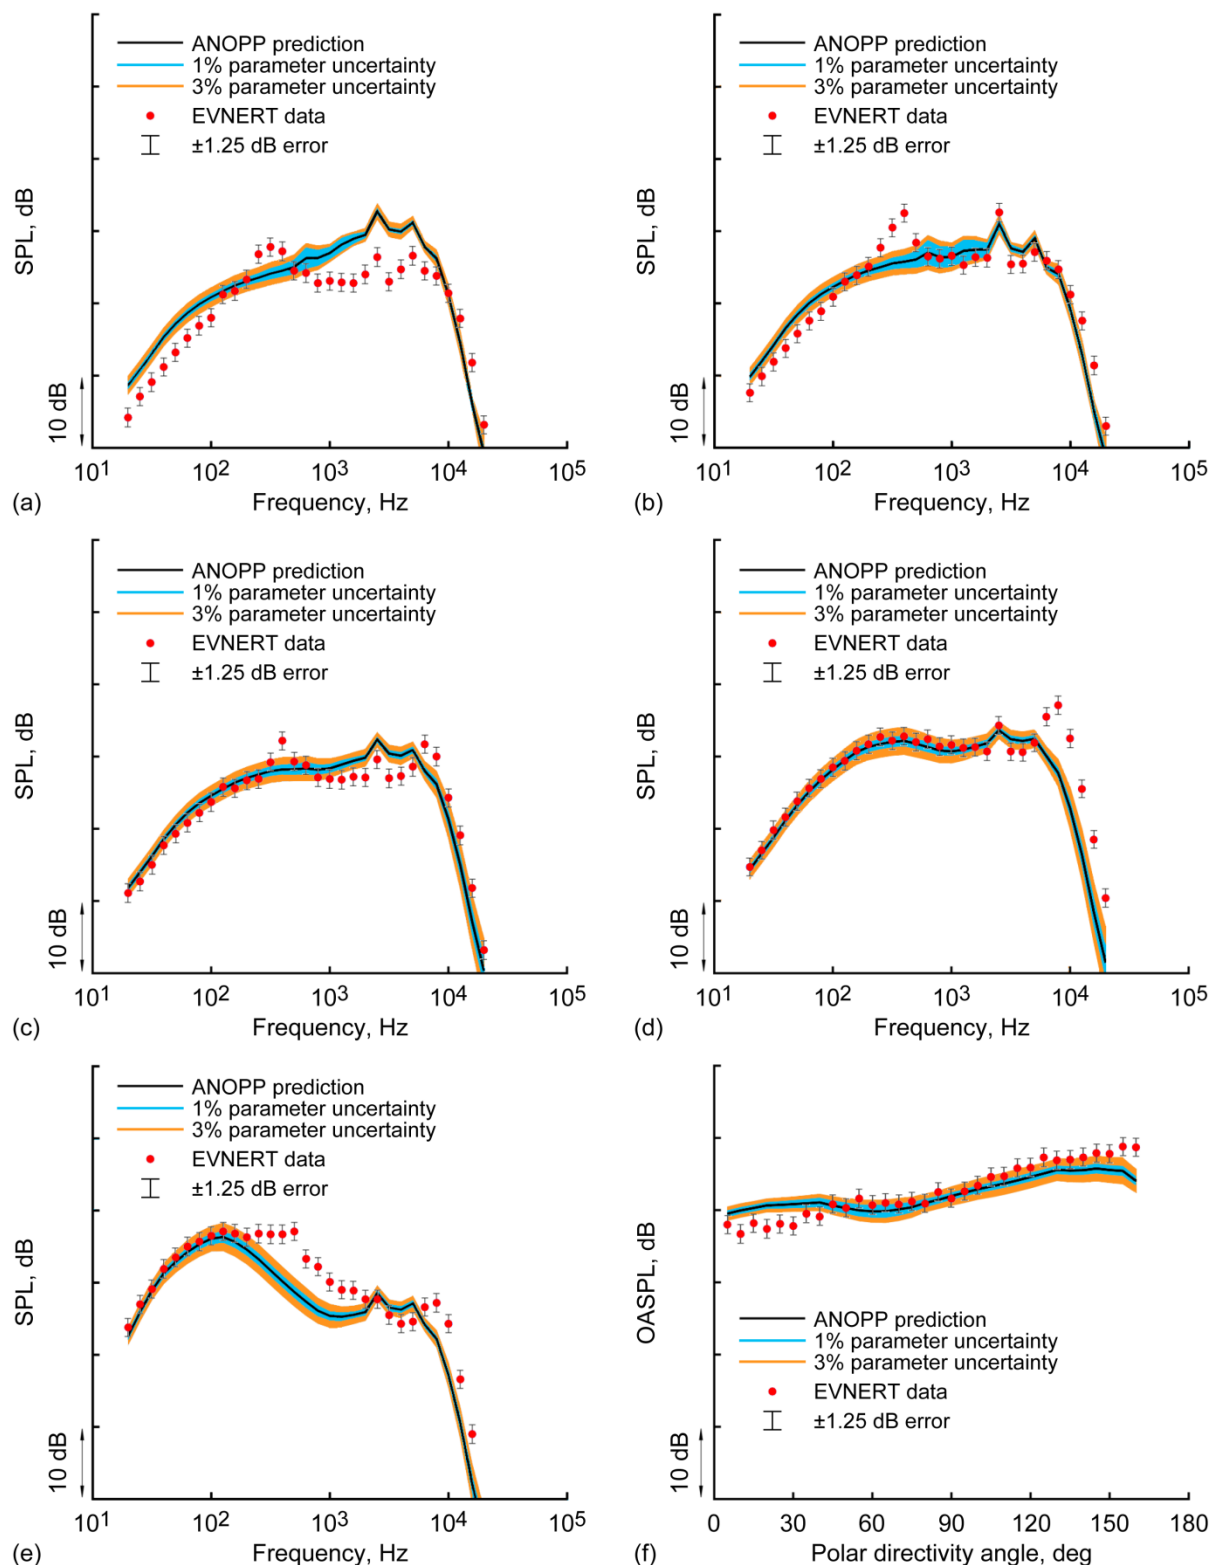 ANOPP prediction
1% parameter uncertainty
3% parameter uncertainty
EVNERT data
±1.25 dB error
SPL, dB
10 dB
10¹ 10² 10³ 10⁴ 10⁵
(a) Frequency, Hz
ANOPP prediction
1% parameter uncertainty
3% parameter uncertainty
EVNERT data
±1.25 dB error
SPL, dB
10 dB
10¹ 10² 10³ 10⁴ 10⁵
(b) Frequency, Hz
ANOPP prediction
1% parameter uncertainty
3% parameter uncertainty
EVNERT data
±1.25 dB error
SPL, dB
10 dB
10¹ 10² 10³ 10⁴ 10⁵
(c) Frequency, Hz
ANOPP prediction
1% parameter uncertainty
3% parameter uncertainty
EVNERT data
±1.25 dB error
SPL, dB
10 dB
10¹ 10² 10³ 10⁴ 10⁵
(d) Frequency, Hz
ANOPP prediction
1% parameter uncertainty
3% parameter uncertainty
EVNERT data
±1.25 dB error
SPL, dB
10 dB
10¹ 10² 10³ 10⁴ 10⁵
(e) Frequency, Hz
OASPL, dB
ANOPP prediction
1% parameter uncertainty
3% parameter uncertainty
EVNERT data
±1.25 dB error
10 dB
0 30 60 90 120 150 180
(f) Polar directivity angle, deg